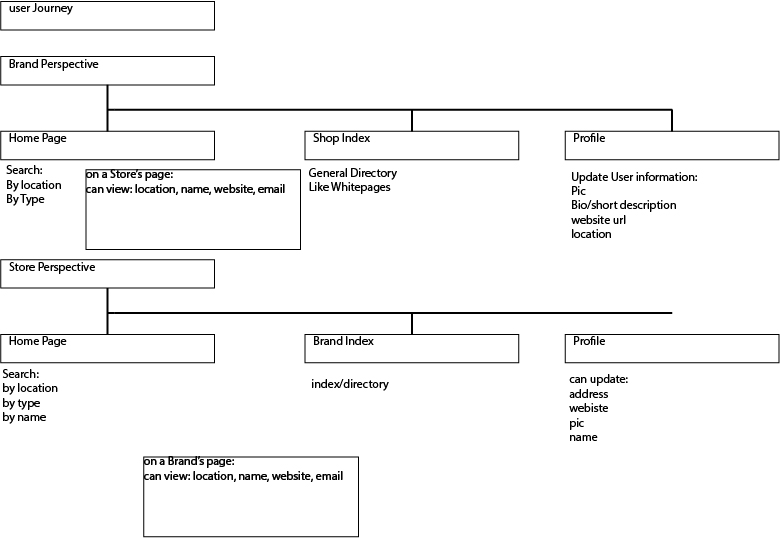 user Journey
Brand Perspective
Home Page
Shop Index
Profile
Search:
By location
By Type
on a Store's page:
can view: location, name, website, email
General Directory
Like Whitepages
Update User information:
Pic
Bio/short description
website url
location
Store Perspective
Home Page
Brand Index
Profile
Search:
by location
by type
by name
index/directory
can update:
address
webiste
pic
name
on a Brand's page:
can view: location, name, website, email